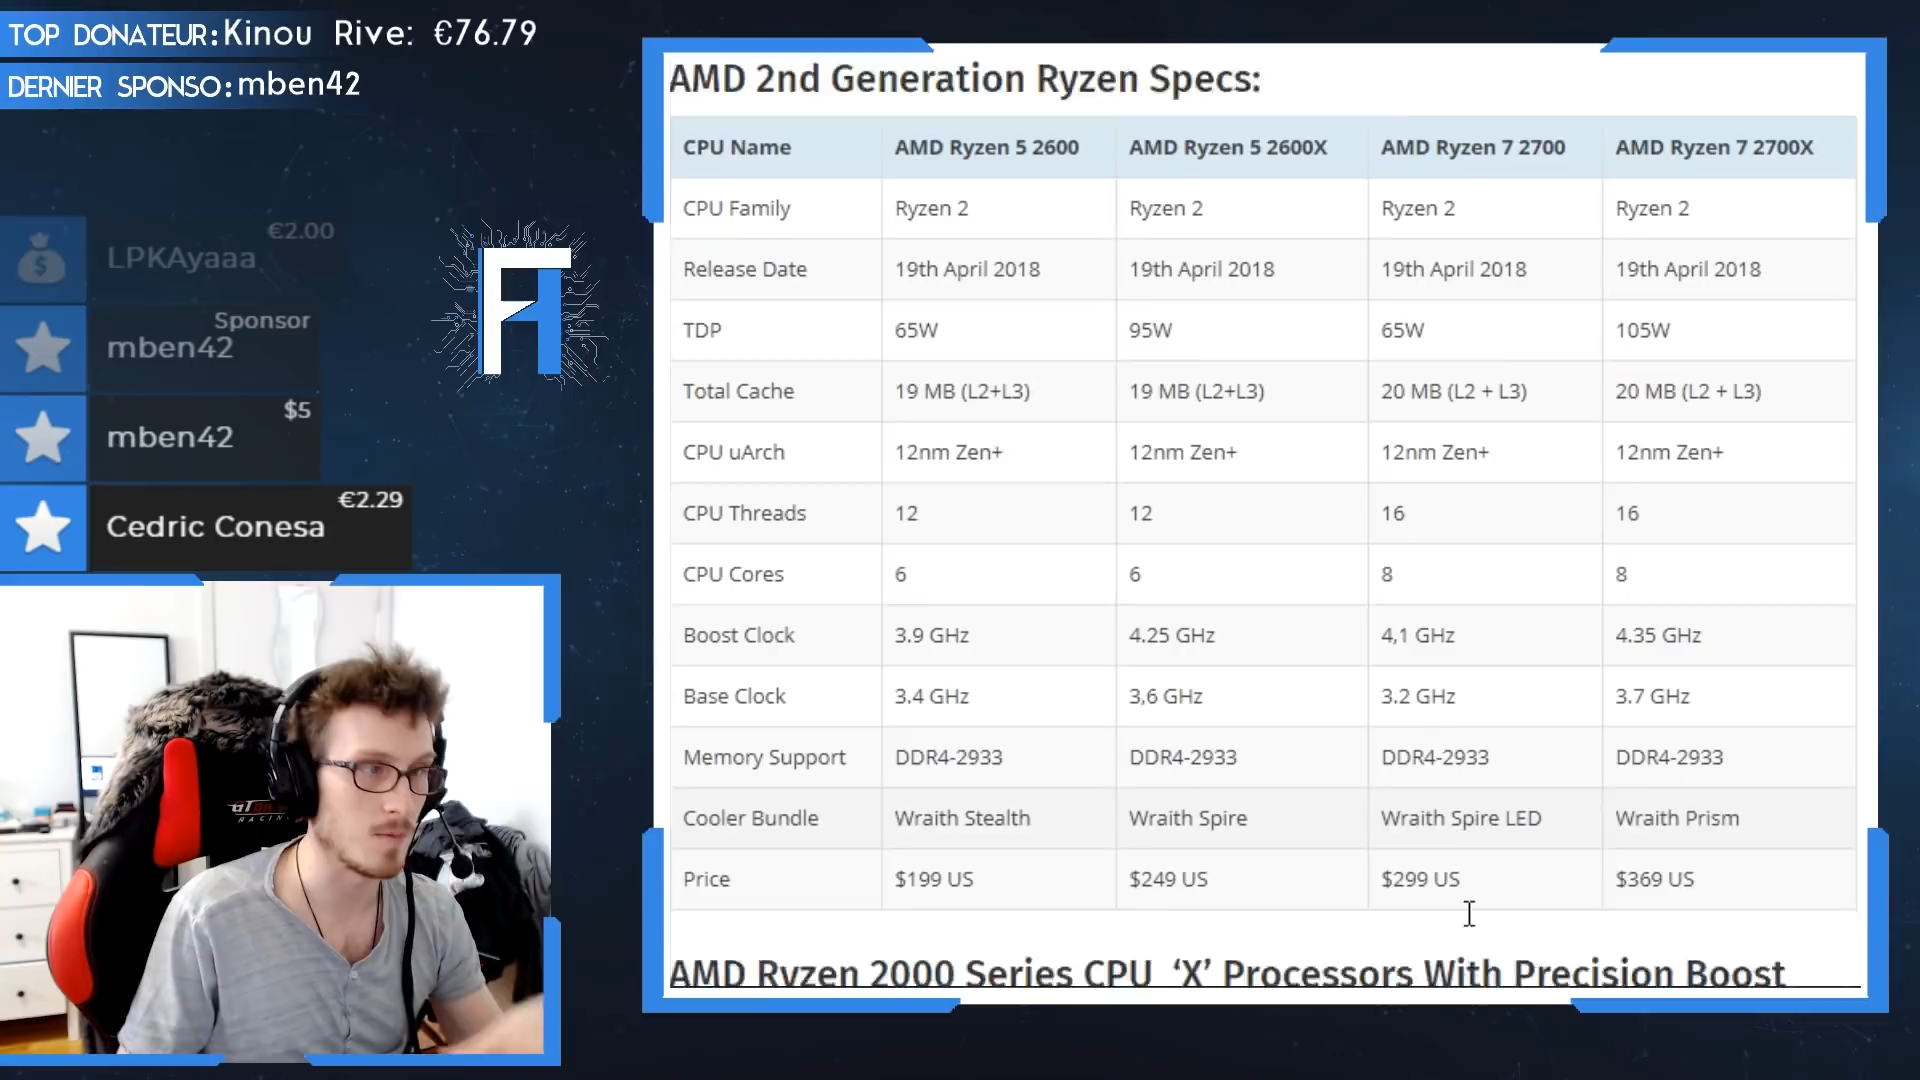 TOP DONATEUR: Kinou Rive: €76.79
DERNIER SPONSO: mben42
€2.00
LPKAyaaa
Sponsor
mben42
$5
mben42
€2.29
Cedric Conesa
AMD 2nd Generation Ryzen Specs:
CPU Name AMD Ryzen 5 2600 AMD Ryzen 5 2600X AMD Ryzen 7 2700 AMD Ryzen 7 2700X
CPU Family Ryzen 2 Ryzen 2 Ryzen 2 Ryzen 2
Release Date 19th April 2018 19th April 2018 19th April 2018 19th April 2018
TDP 65W 95W 65W 105W
Total Cache 19 MB (L2+L3) 19 MB (L2+L3) 20 MB (L2 + L3) 20 MB (L2 + L3)
CPU uArch 12nm Zen+ 12nm Zen+ 12nm Zen+ 12nm Zen+
CPU Threads 12 12 16 16
CPU Cores 6 6 8 8
Boost Clock 3.9 GHz 4.25 GHz 4,1 GHz 4.35 GHz
Base Clock 3.4 GHz 3,6 GHz 3.2 GHz 3.7 GHz
Memory Support DDR4-2933 DDR4-2933 DDR4-2933 DDR4-2933
Cooler Bundle Wraith Stealth Wraith Spire Wraith Spire LED Wraith Prism
Price $199 US $249 US $299 US $369 US
AMD Ryzen 2000 Series CPU ‘X’ Processors With Precision Boost